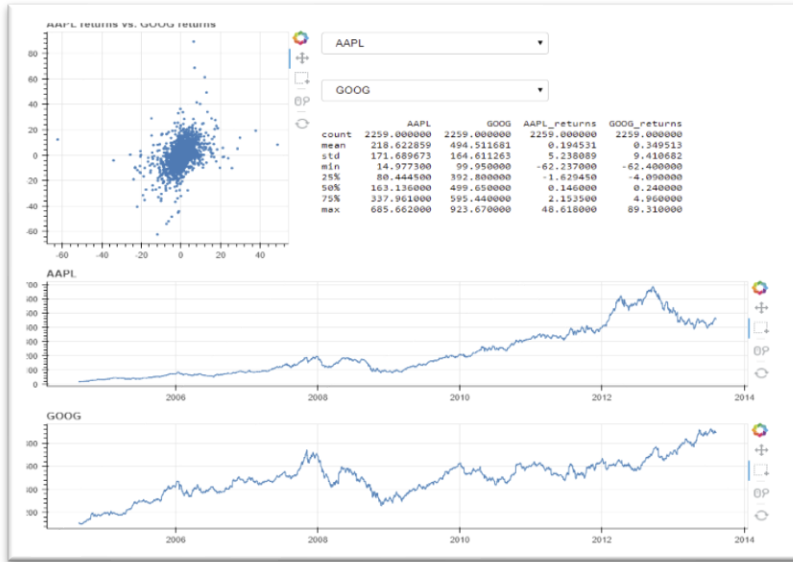 AAPL returns vs. GOOG returns
80
60
40
20
0
-20
-40
-60
-60 -40 -20 0 20 40
AAPL
GOOG
AAPL GOOG AAPL_returns GOOG_returns
count 2259.000000 2259.000000 2259.000000 2259.000000
mean 218.622859 494.511681 0.194531 0.349513
std 171.689673 164.611263 5.238089 9.410682
min 14.977300 99.950000 -62.237000 -62.400000
25% 80.444500 392.800000 -1.629450 -4.090000
50% 163.136000 499.650000 0.146000 0.240000
75% 337.961000 595.440000 2.153500 4.960000
max 685.662000 923.670000 48.618000 89.310000
AAPL
0
2006 2008 2010 2012 2014
GOOG
2006 2008 2010 2012 2014